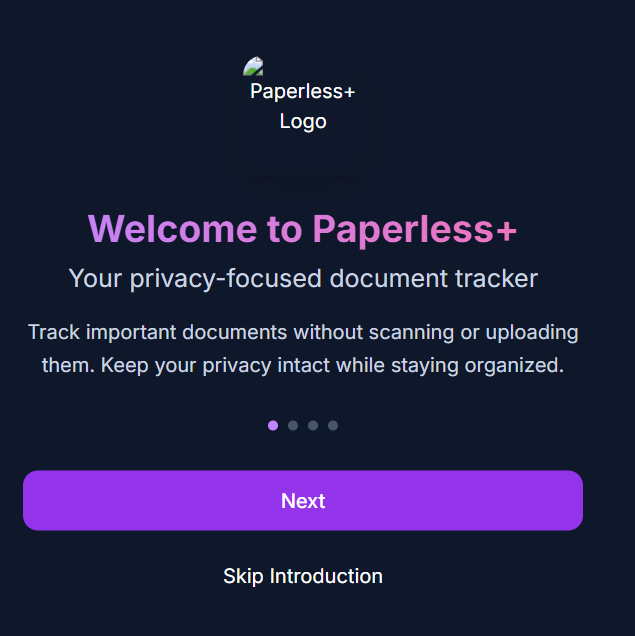 Paperless+
Logo
Welcome to Paperless+
Your privacy-focused document tracker
Track important documents without scanning or uploading
them. Keep your privacy intact while staying organized.
Next
Skip Introduction